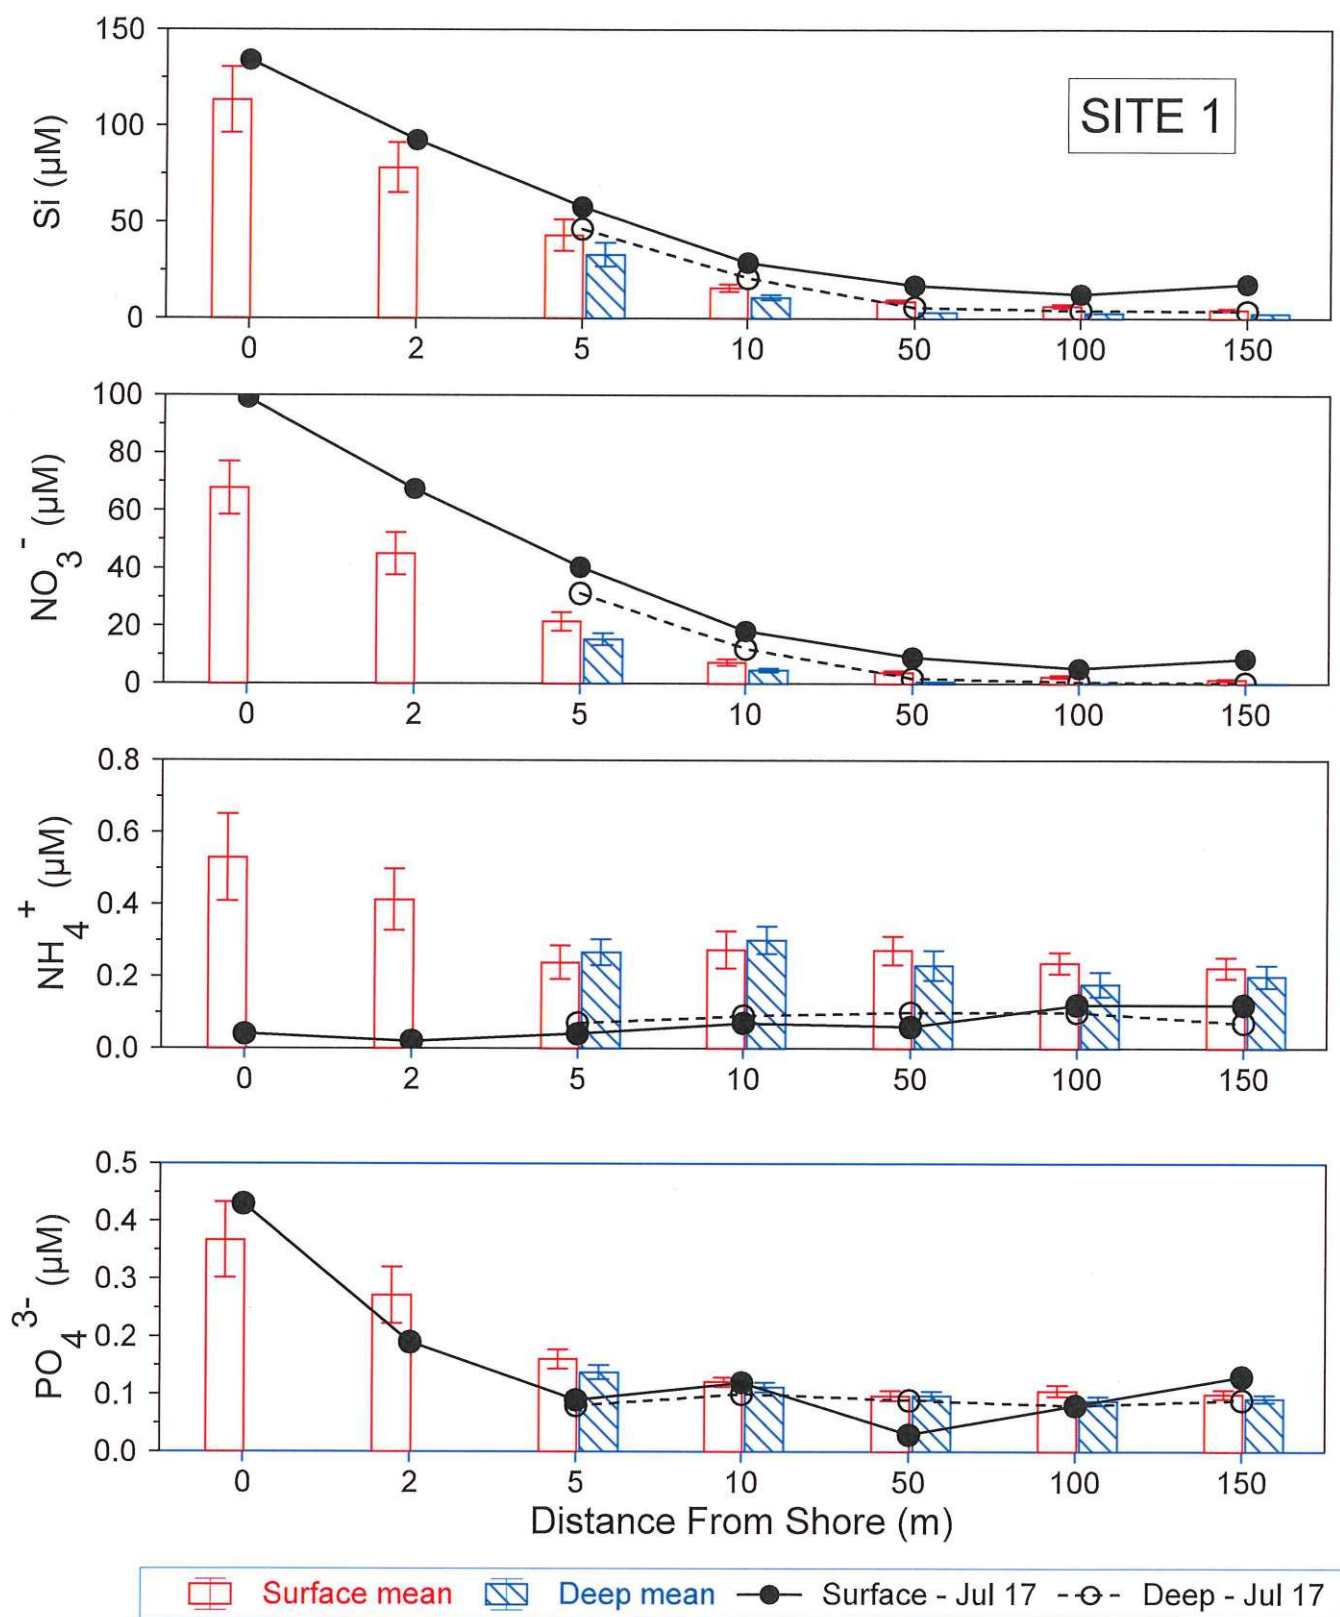 SITE 1
Si (µM)
150
100
50
0
0 2 5 10 50 100 150
NO3- (µM)
100
80
60
40
20
0
0 2 5 10 50 100 150
NH4+ (µM)
0.8
0.6
0.4
0.2
0.0
0 2 5 10 50 100 150
PO43- (µM)
0.5
0.4
0.3
0.2
0.1
0.0
0 2 5 10 50 100 150
Distance From Shore (m)
Surface mean Deep mean Surface - Jul 17 Deep - Jul 17